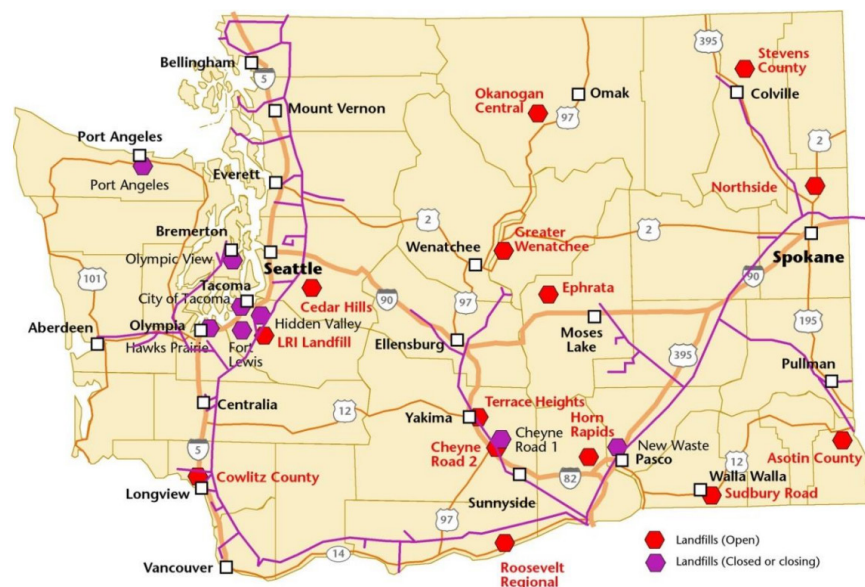 395
Stevens
County
Bellingham
5
Okanogan
Central
Omak
Colville
97
Mount Vernon
Port Angeles
2
Port Angeles
Everett
Northside
2
2
Bremerton
Wenatchee
Greater
Wenatchee
Olympic View
Seattle
Spokane
101
Tacoma
City of Tacoma
Cedar Hills
90
97
Ephrata
90
Aberdeen
Olympia
Hidden Valley
Ellensburg
Moses
Lake
195
Hawks Prairie
Fort
Lewis
LRI Landfill
395
Pullman
Centralia
12
Yakima
Terrace Heights
Horn
Rapids
Cheyne
Road 1
New Waste
5
Cheyne
Road 2
Pasco
Asotin County
Cowlitz County
82
Walla Walla
12
Longview
Sunnyside
Sudbury Road
97
Landfills (Open)
Vancouver
14
Roosevelt
Regional
Landfills (Closed or closing)